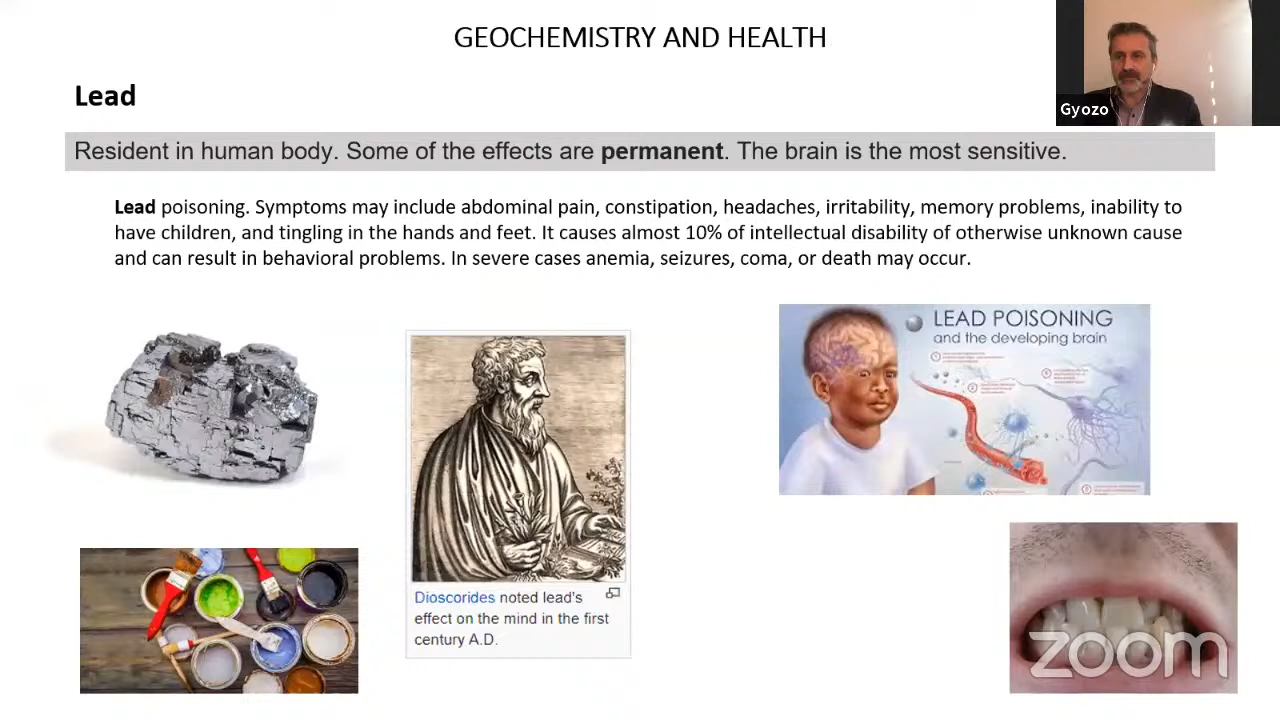 GEOCHEMISTRY AND HEALTH
Gyozo
Lead
Resident in human body. Some of the effects are permanent. The brain is the most sensitive.
Lead poisoning. Symptoms may include abdominal pain, constipation, headaches, irritability, memory problems, inability to
have children, and tingling in the hands and feet. It causes almost 10% of intellectual disability of otherwise unknown cause
and can result in behavioral problems. In severe cases anemia, seizures, coma, or death may occur.
LEAD POISONING
and the developing brain
1
2
3
Dioscorides noted lead's
effect on the mind in the first
century A.D.
zoom